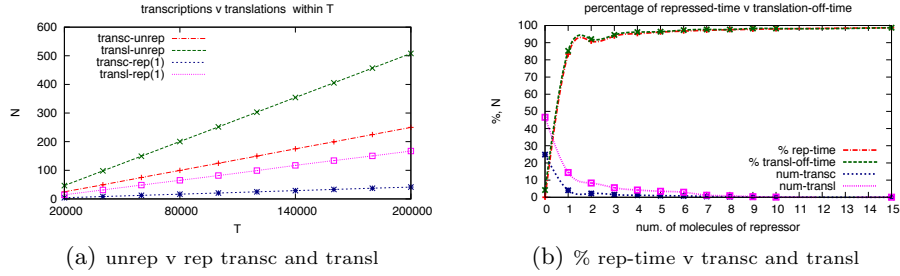 transcriptions v translations within T
600
500
400
300
200
100
0
N
transc-unrep
transl-unrep
transc-rep(1)
transl-rep(1)
20000 80000 140000 200000
T
(a) unrep v rep transc and transl
percentage of repressed-time v translation-off-time
100
90
80
70
60
50
40
30
20
10
0
%, N
% rep-time
% transl-off-time
num-transc
num-transl
0 1 2 3 4 5 6 7 8 9 10 11 12 13 14 15
num. of molecules of repressor
(b) % rep-time v transc and transl